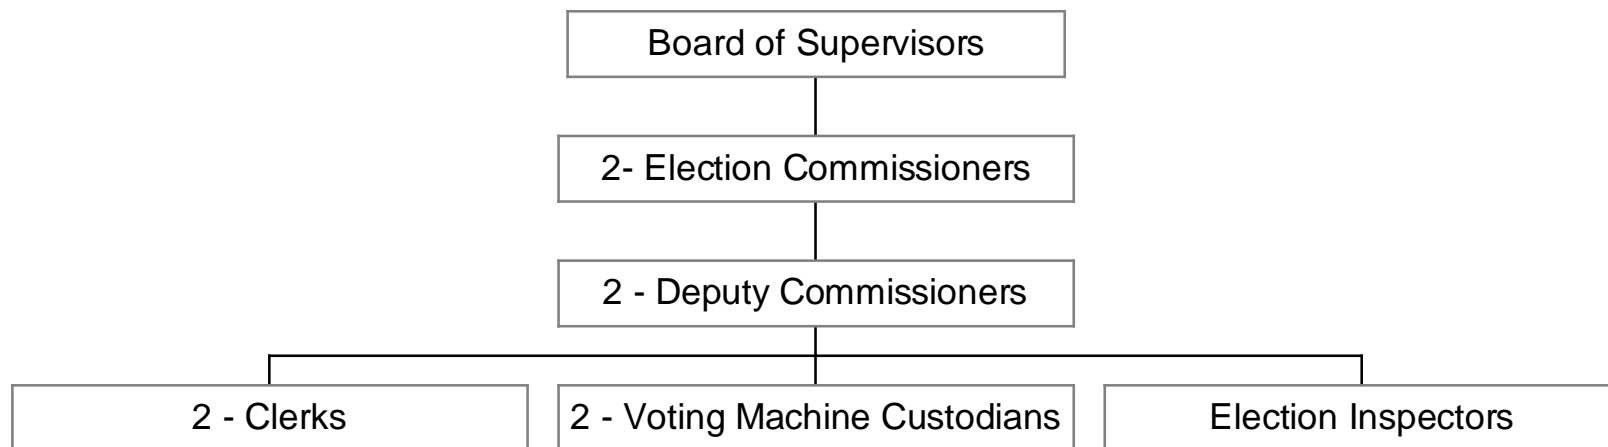 Board of Supervisors
2- Election Commissioners
2 - Deputy Commissioners
2 - Clerks
2 - Voting Machine Custodians
Election Inspectors